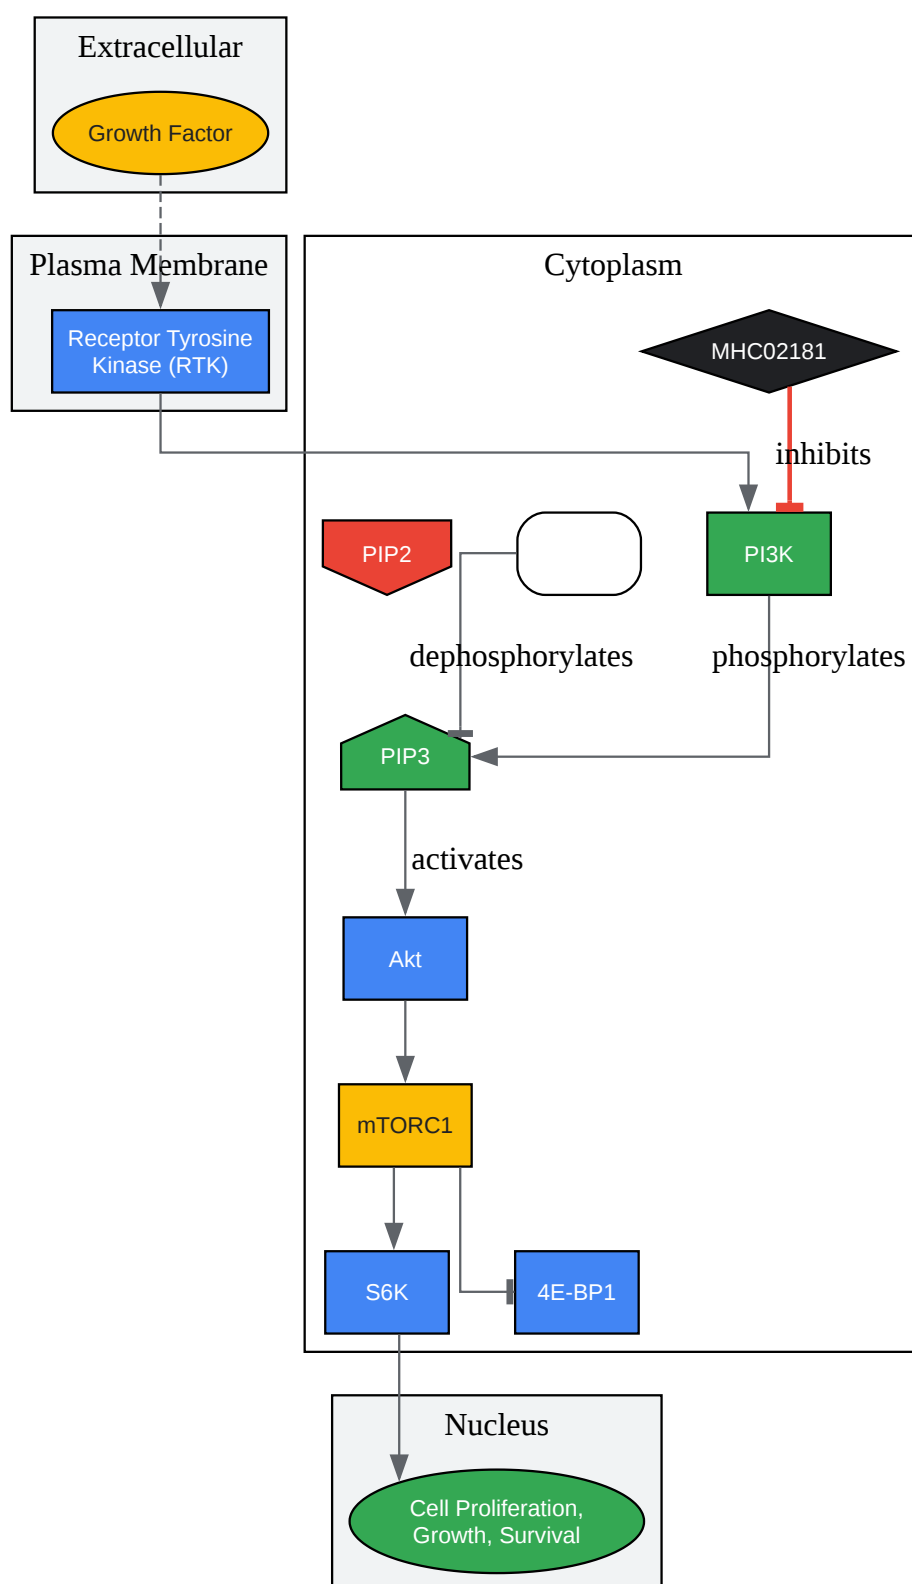 Extracellular
Growth Factor
Plasma Membrane
Receptor Tyrosine
Kinase (RTK)
Cytoplasm
MHC02181
inhibits
PIP2
PI3K
dephosphorylates
phosphorylates
PIP3
activates
Akt
mTORC1
S6K
4E-BP1
Nucleus
Cell Proliferation,
Growth, Survival